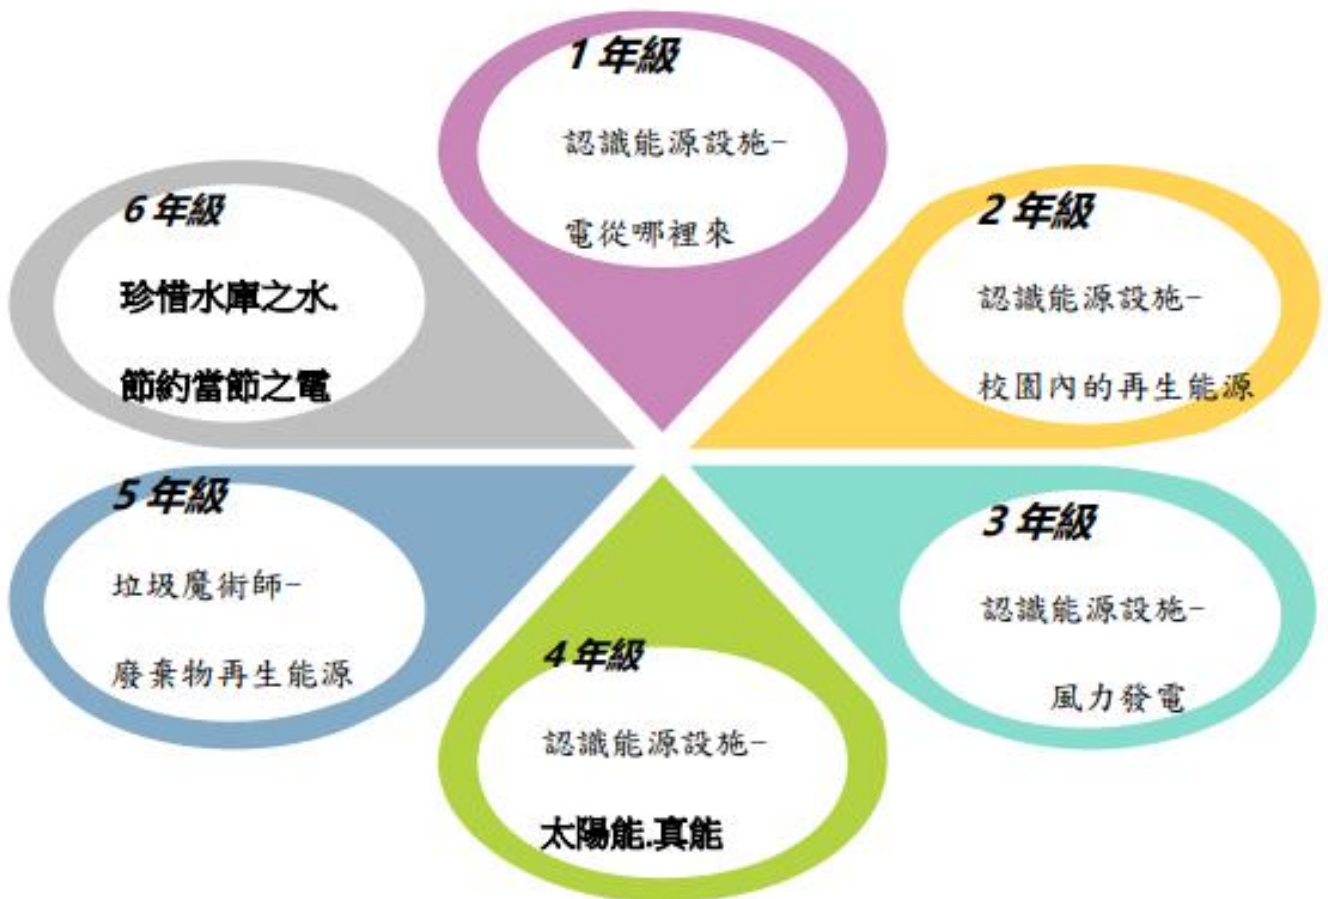 1 年級
認識能源設施-
電從哪裡來
2 年級
認識能源設施-
校園內的再生能源
3 年級
認識能源設施-
風力發電
4 年級
認識能源設施-
太陽能.真能
5 年級
垃圾魔術師-
廢棄物再生能源
6 年級
珍惜水庫之水.
節約當節之電